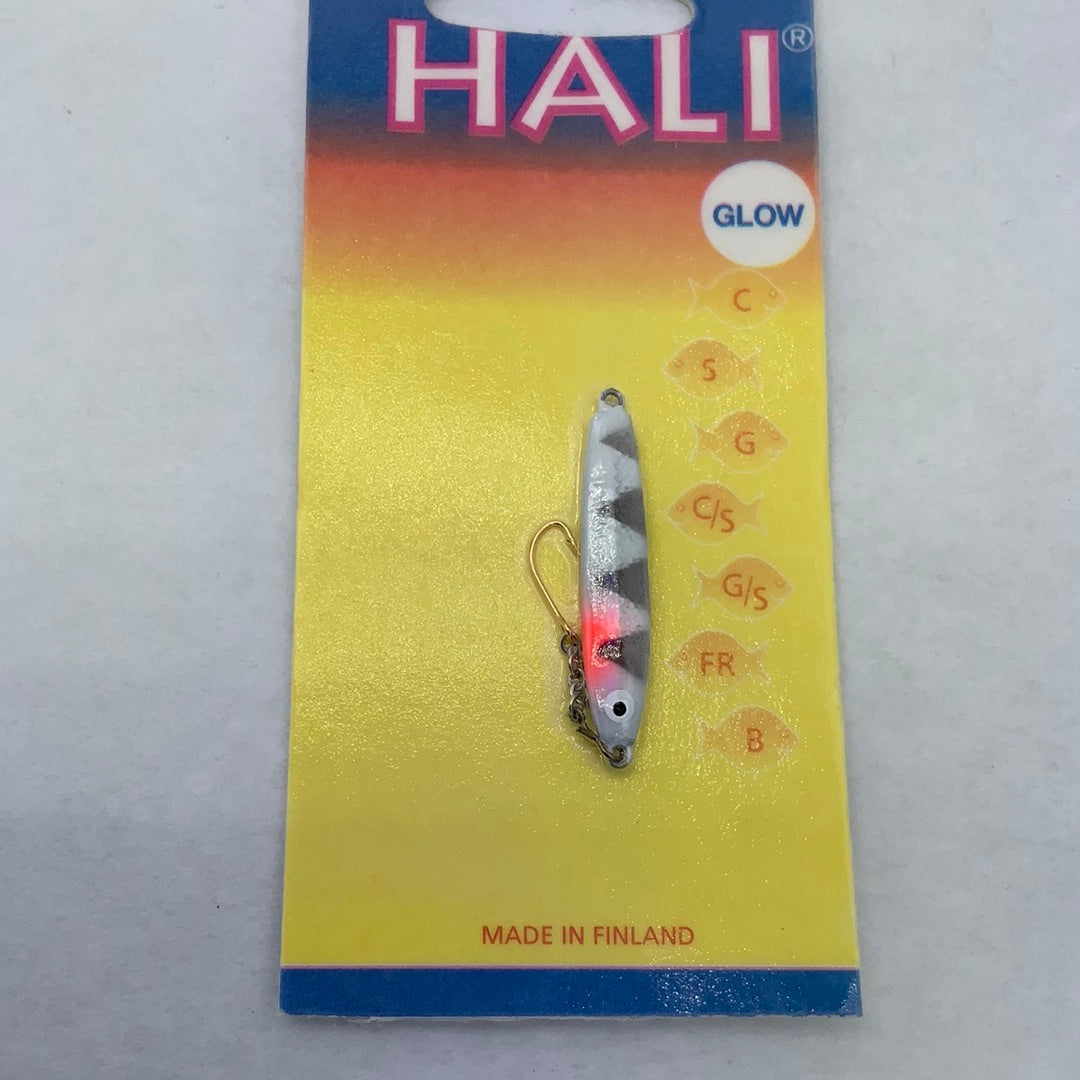 HALI®
GLOW
C
S
G
C/S
G/S
FR
B
MADE IN FINLAND